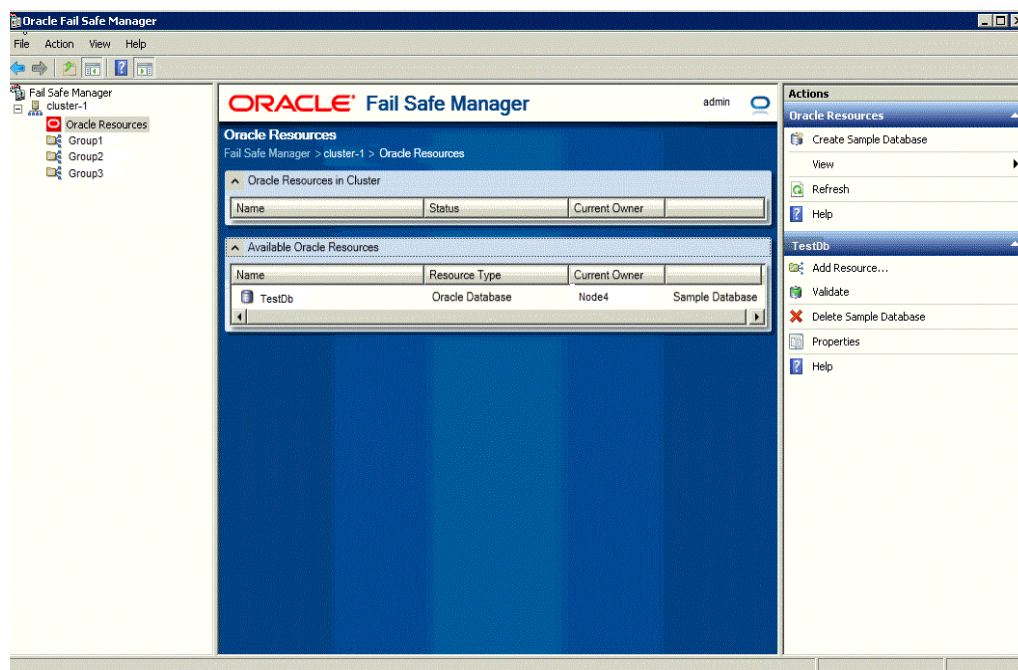 Oracle Fail Safe Manager
File Action View Help
Fail Safe Manager
cluster-1
Oracle Resources
Group1
Group2
Group3
ORACLE Fail Safe Manager admin
Oracle Resources
Fail Safe Manager > cluster-1 > Oracle Resources
Oracle Resources in Cluster
Name Status Current Owner
Available Oracle Resources
Name Resource Type Current Owner
TestDb Oracle Database Node4 Sample Database
Actions
Oracle Resources
Create Sample Database
View
Refresh
Help
TestDb
Add Resource...
Validate
Delete Sample Database
Properties
Help